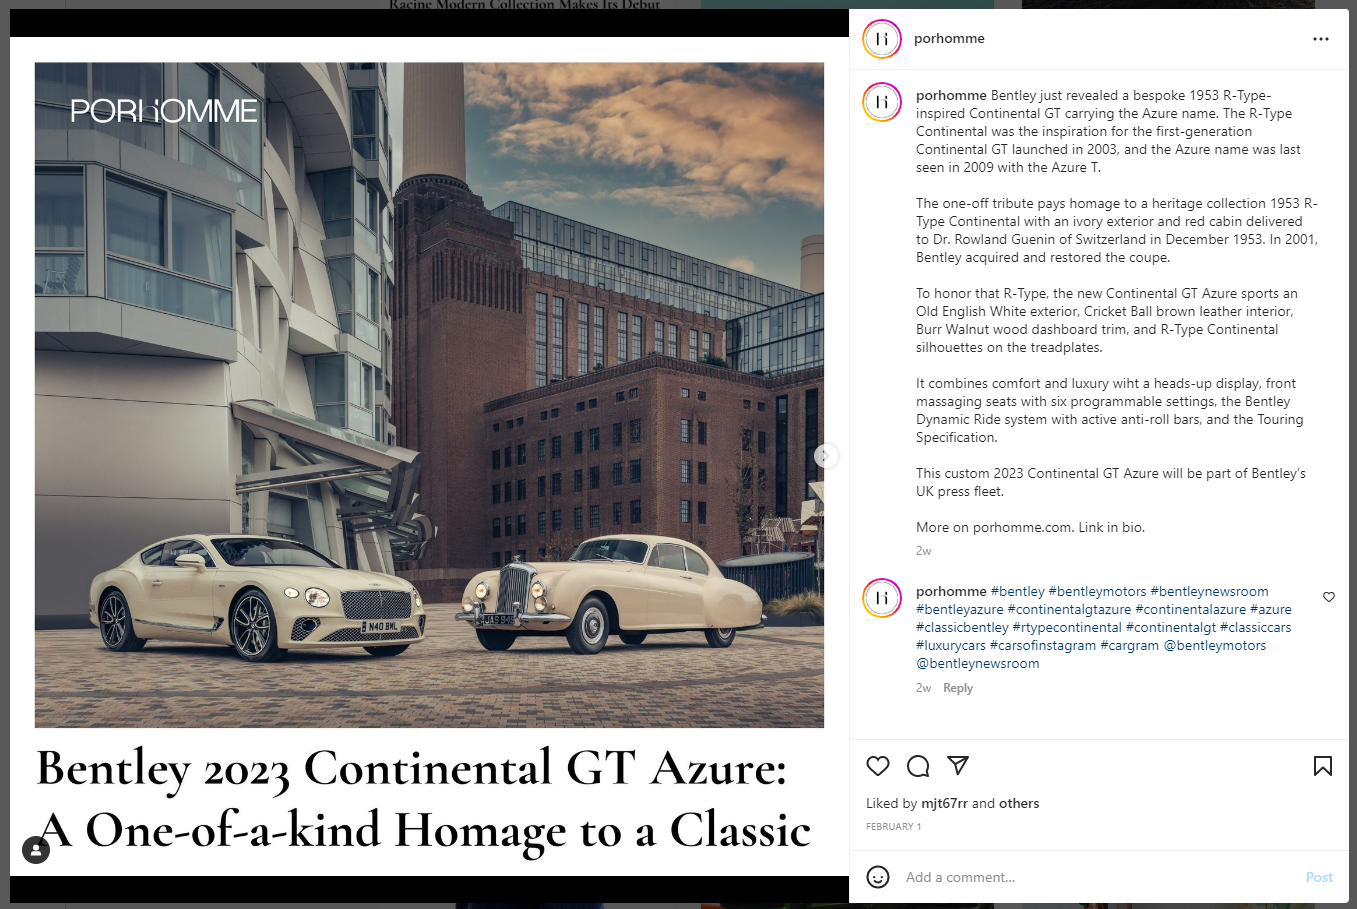 Racine Modern Collection Makes Its Debut
PORHOMME
N40 BML
Bentley 2023 Continental GT Azure:
A One-of-a-kind Homage to a Classic
porhomme
porhomme Bentley just revealed a bespoke 1953 R-Type-
inspired Continental GT carrying the Azure name. The R-Type
Continental was the inspiration for the first-generation
Continental GT launched in 2003, and the Azure name was last
seen in 2009 with the Azure T.
The one-off tribute pays homage to a heritage collection 1953 R-
Type Continental with an ivory exterior and red cabin delivered
to Dr. Rowland Guenin of Switzerland in December 1953. In 2001,
Bentley acquired and restored the coupe.
To honor that R-Type, the new Continental GT Azure sports an
Old English White exterior, Cricket Ball brown leather interior,
Burr Walnut wood dashboard trim, and R-Type Continental
silhouettes on the treadplates.
It combines comfort and luxury wiht a heads-up display, front
massaging seats with six programmable settings, the Bentley
Dynamic Ride system with active anti-roll bars, and the Touring
Specification.
This custom 2023 Continental GT Azure will be part of Bentley's
UK press fleet.
More on porhomme.com. Link in bio.
2w
porhomme #bentley #bentleymotors #bentleynewsroom
#bentleyazure #continentalgtazure #continentalazure #azure
#classicbentley #rtypecontinental #continentalgt #classiccars
#luxurycars #carsofinstagram #cargram @bentleymotors
@bentleynewsroom
2w Reply
Liked by mjt67rr and others
FEBRUARY 1
Add a comment...
Post